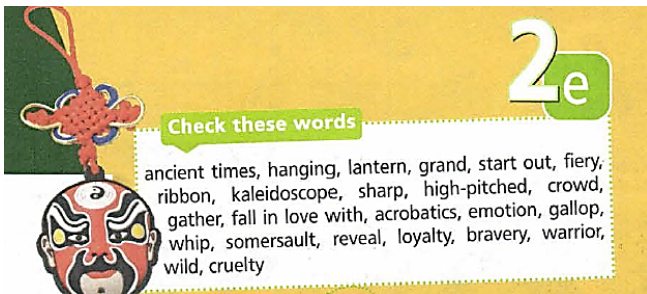 2e
Check these words
ancient times, hanging, lantern, grand, start out, fiery,
ribbon, kaleidoscope, sharp, high-pitched, crowd,
gather, fall in love with, acrobatics, emotion, gallop,
whip, somersault, reveal, loyalty, bravery, warrior,
wild, cruelty